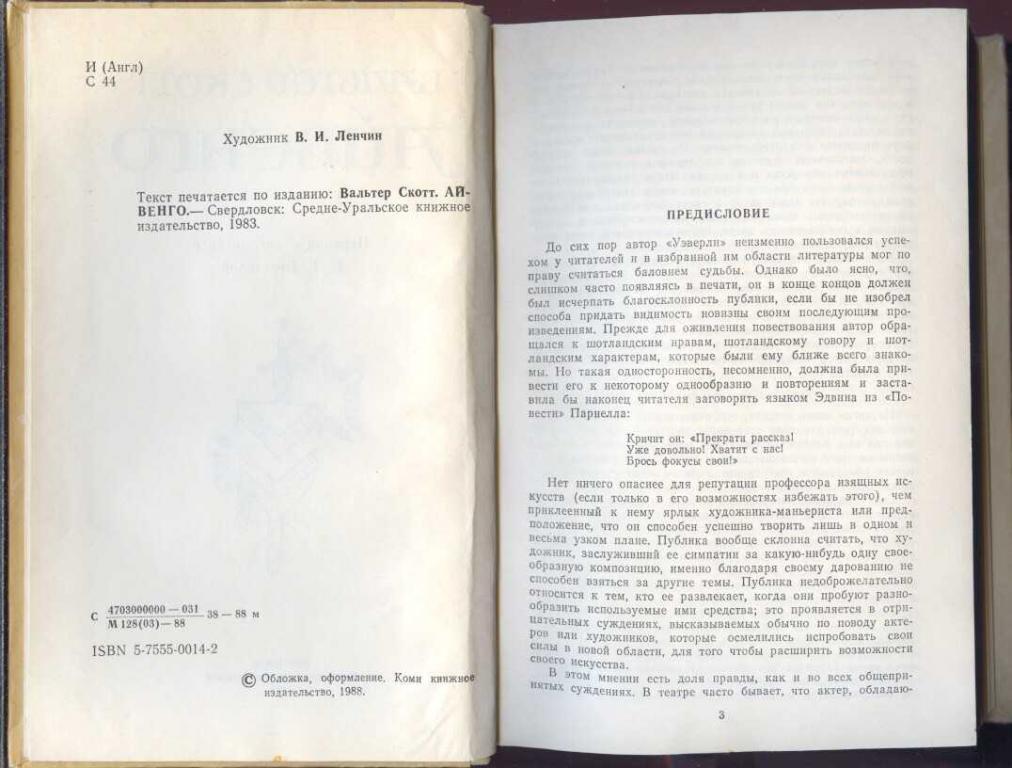 И (Англ)
С 44
Художник В. И. Ленчин
Текст печатается по изданию: Вальтер Скотт. АЙ-
ВЕНГО.— Свердловск: Средне-Уральское книжное
издательство, 1983.
С 4703000000 — 031 38 — 88 м
М 128(03) — 88
ISBN 5-7555-0014-2
© Обложка, оформление. Коми книжное
издательство, 1988.
ПРЕДИСЛОВИЕ
До сих пор автор «Уэверли» неизменно пользовался успе-
хом у читателей и в избранной им области литературы мог по
праву считаться баловнем судьбы. Однако было ясно, что,
слишком часто появляясь в печати, он в конце концов должен
был исчерпать благосклонность публики, если бы не изобрел
способа придать видимость новизны своим последующим про-
изведениям. Прежде для оживления повествования автор обра-
щался к шотландским нравам, шотландскому говору и шот-
ландским характерам, которые были ему ближе всего знако-
мы. Но такая односторонность, несомненно, должна была при-
вести его к некоторому однообразию и повторениям и заста-
вила бы наконец читателя заговорить языком Эдвина из «По-
вести» Парнелла:
Кричит он: «Прекрати рассказ!
Уже довольно! Хватит с нас!
Брось фокусы свои!»
Нет ничего опаснее для репутации профессора изящных ис-
кусств (если только в его возможностях избежать этого), чем
приклеенный к нему ярлык художника-маньериста или пред-
положение, что он способен успешно творить лишь в одном и
весьма узком плане. Публика вообще склонна считать, что ху-
дожник, заслуживший ее симпатии за какую-нибудь одну свое-
образную композицию, именно благодаря своему дарованию не
способен взяться за другие темы. Публика недоброжелательно
относится к тем, кто ее развлекает, когда они пробуют разно-
образить используемые ими средства; это проявляется в отри-
цательных суждениях, высказываемых обычно по поводу акте-
ров или художников, которые осмелились испробовать свои
силы в новой области, для того чтобы расширить возможности
своего искусства.
В этом мнении есть доля правды, как и во всех общепри-
нятых суждениях. В театре часто бывает, что актер, обладаю-
3